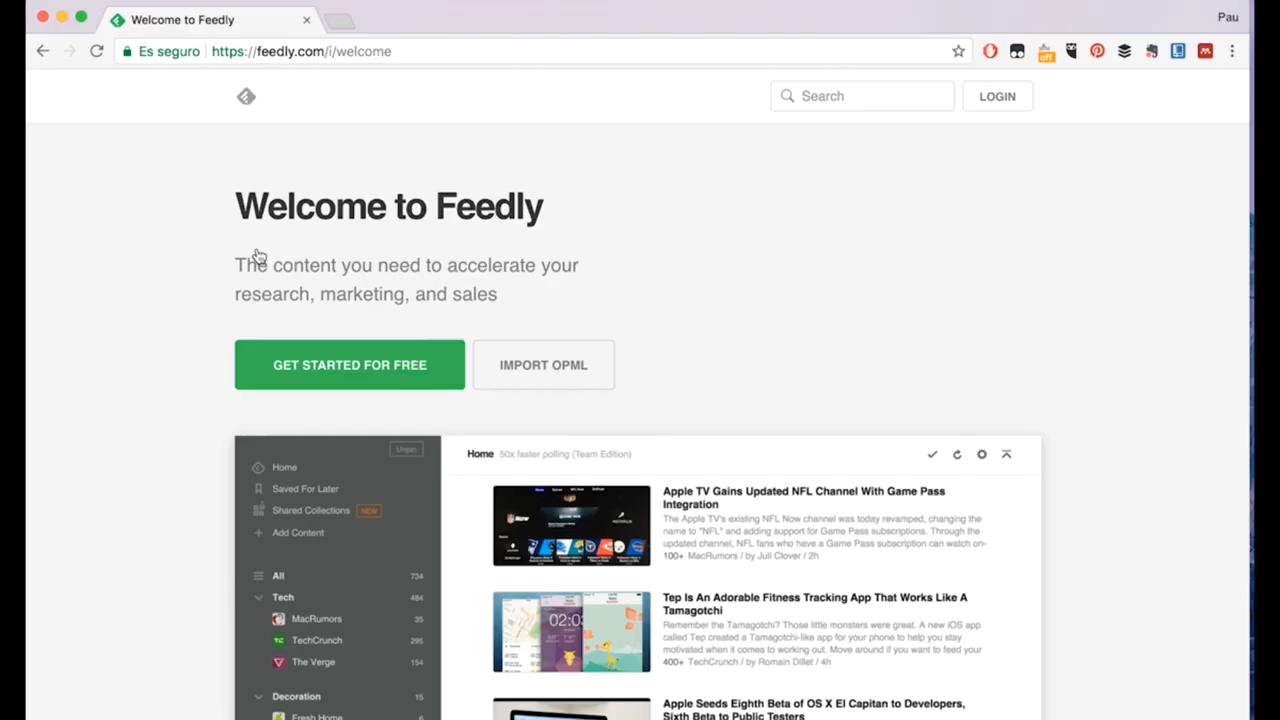 Welcome to Feedly
Pau
Es seguro
https://feedly.com/i/welcome
off
Search
LOGIN
Welcome to Feedly
The content you need to accelerate your
research, marketing, and sales
GET STARTED FOR FREE
IMPORT OPML
Unpin
Home
Saved For Later
Shared Collections NEW
Add Content
All 734
Tech 484
MacRumors 35
TechCrunch 295
The Verge 154
Decoration 15
Fresh Home 6
Home 50x faster polling (Team Edition)
Apple TV Gains Updated NFL Channel With Game Pass
Integration
The Apple TV's existing NFL Now channel was today revamped, changing the
name to "NFL" and adding support for Game Pass subscriptions. Through the
updated channel, NFL fans who have a Game Pass subscription can watch on-
100+ MacRumors / by Juli Clover / 2h
Tep Is An Adorable Fitness Tracking App That Works Like A
Tamagotchi
Remember the Tamagotchi? Those little monsters were great. A new iOS app
called Tep created a Tamagotchi-like app for your phone to help you stay
motivated when it comes to working out. Move around if you want to feed your
400+ TechCrunch / by Romain Dillet / 4h
Apple Seeds Eighth Beta of OS X El Capitan to Developers,
Sixth Beta to Public Testers